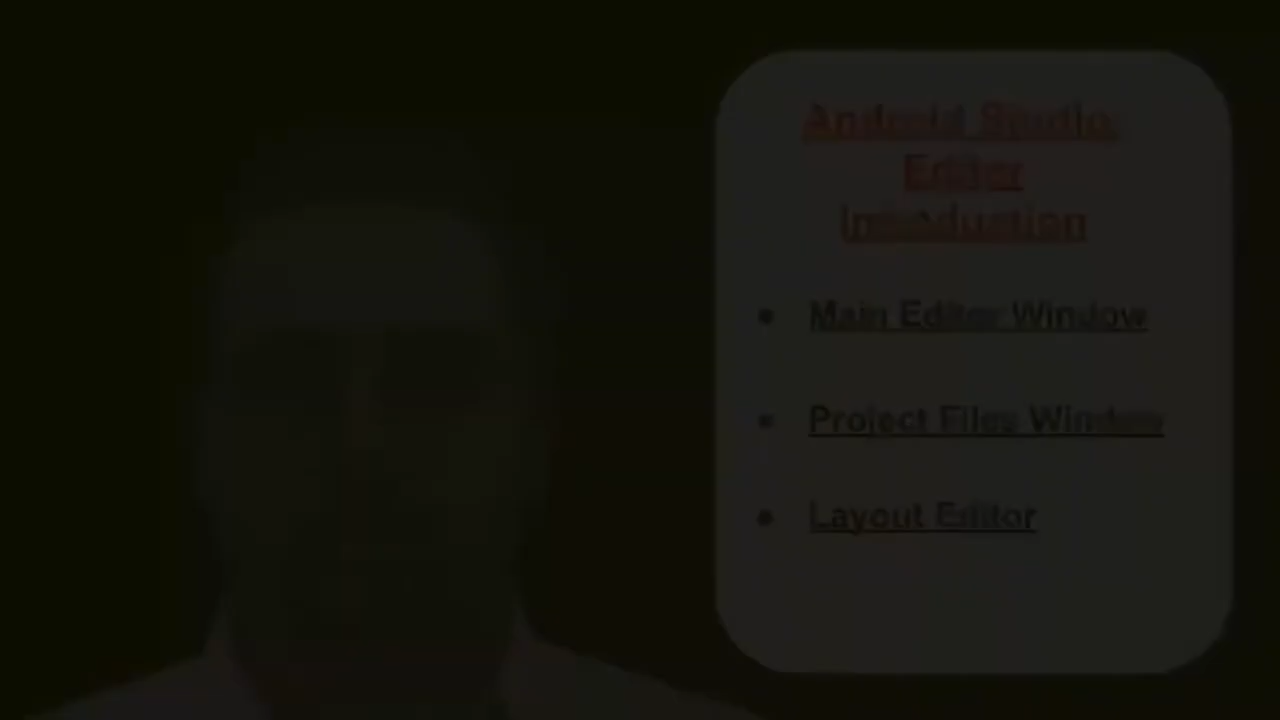 Android Studio
Editor
Introduction
Main Editor Window
Project Files Window
Layout Editor